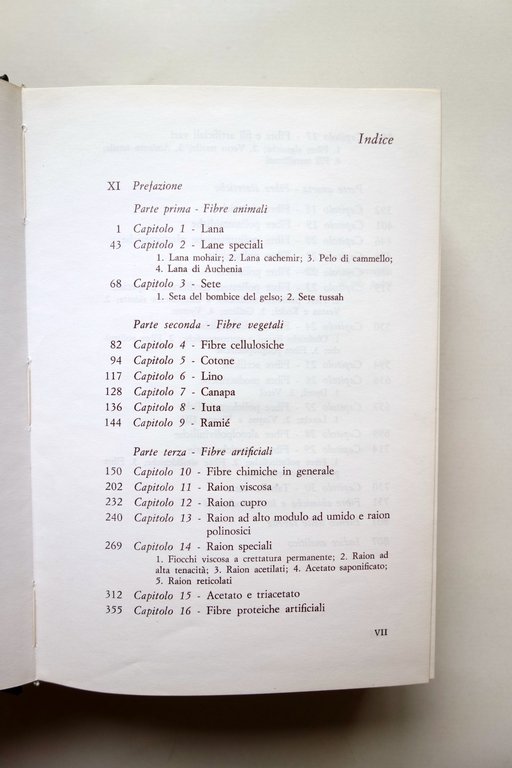 Indice
XI Prefazione
Parte prima - Fibre animali
1 Capitolo 1 - Lana
43 Capitolo 2 - Lane speciali
1. Lana mohair; 2. Lana cachemir; 3. Pelo di cammello;
4. Lana di Auchenia
68 Capitolo 3 - Sete
1. Seta del bombice del gelso; 2. Sete tussah
Parte seconda - Fibre vegetali
82 Capitolo 4 - Fibre cellulosiche
94 Capitolo 5 - Cotone
117 Capitolo 6 - Lino
128 Capitolo 7 - Canapa
136 Capitolo 8 - Iuta
144 Capitolo 9 - Ramié
Parte terza - Fibre artificiali
150 Capitolo 10 - Fibre chimiche in generale
202 Capitolo 11 - Raion viscosa
232 Capitolo 12 - Raion cupro
240 Capitolo 13 - Raion ad alto modulo ad umido e raion
polinosici
269 Capitolo 14 - Raion speciali
1. Fiocchi viscosa a crettatura permanente; 2. Raion ad
alta tenacità; 3. Raion acetilati; 4. Acetato saponificato;
5. Raion reticolati
312 Capitolo 15 - Acetato e triacetato
355 Capitolo 16 - Fibre proteiche artificiali
VII